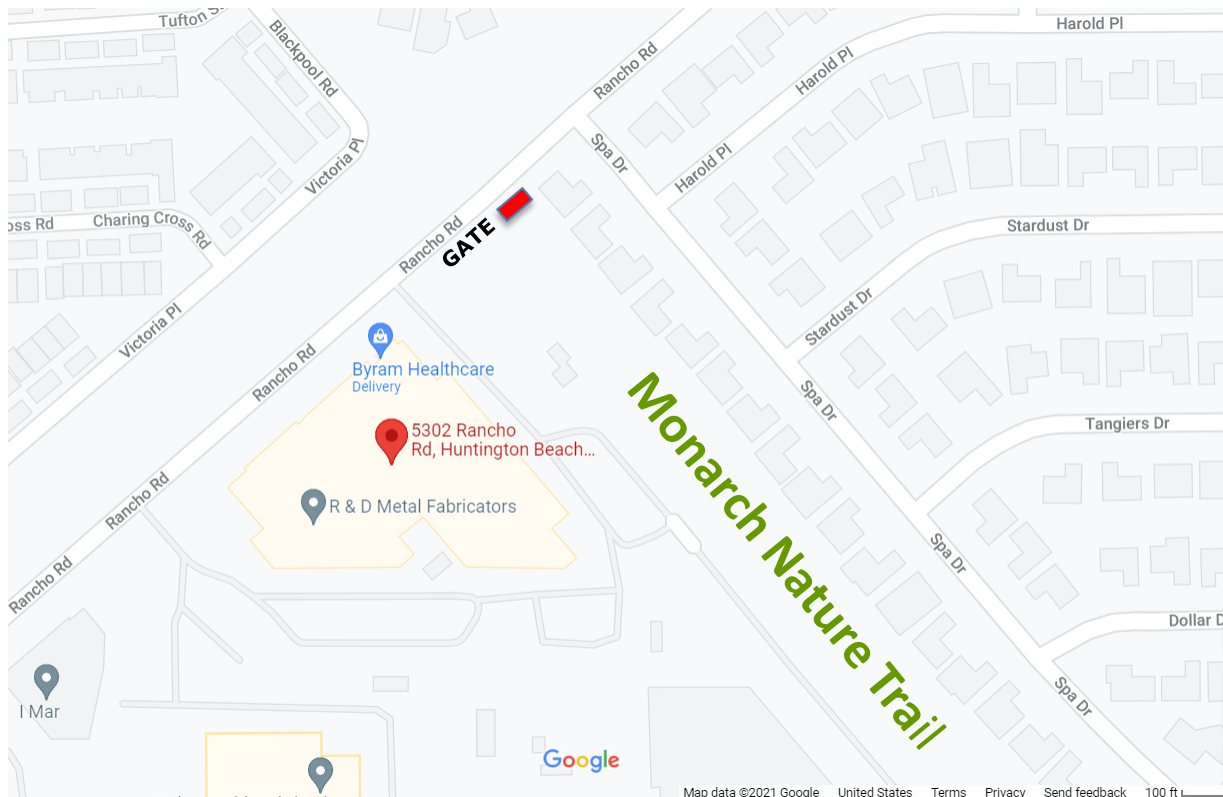 Tufton S
Harold Pl
Blackpool Rd
Rancho Rd
Harold Pl
Spa Dr
Victoria Pl
Harold Pl
oss Rd
Charing Cross Rd
Rancho Rd
GATE
Stardust Dr
Stardust Dr
Victoria Pl
Rancho Rd
Byram Healthcare
Delivery
Spa Dr
Monarch Nature Trail
5302 Rancho
Rd, Huntington Beach...
Tangiers Dr
Rancho Rd
R & D Metal Fabricators
Spa Dr
Rancho Rd
Dollar D
Spa Dr
I Mar
Google
Map data ©2021 Google United States Terms Privacy Send feedback 100 ft